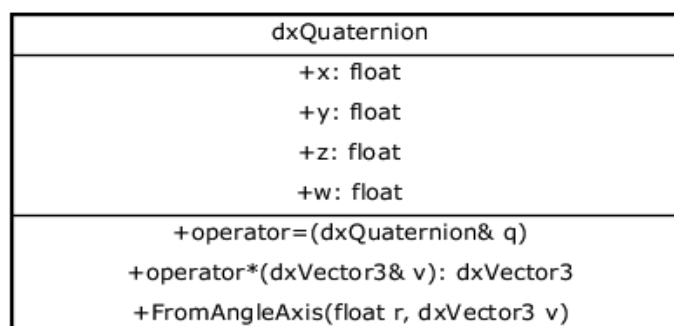 dxQuaternion
+x: float
+y: float
+z: float
+w: float
+operator=(dxQuaternion& q)
+operator*(dxVector3& v): dxVector3
+FromAngleAxis(float r, dxVector3 v)